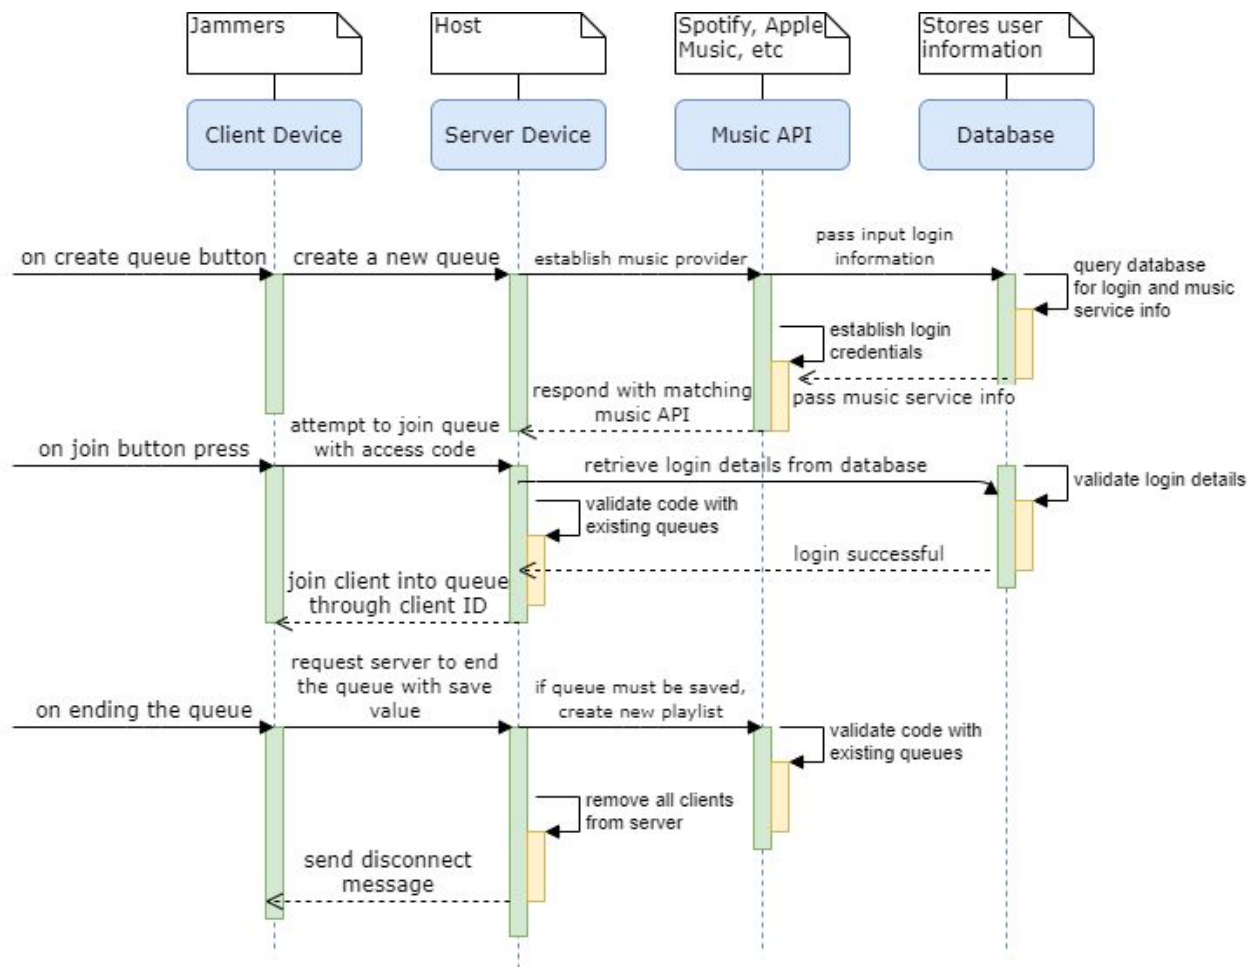 Jammers
Host
Spotify, Apple
Music, etc
Stores user
information
Client Device
Server Device
Music API
Database
on create queue button
create a new queue
establish music provider
pass input login
information
query database
for login and music
service info
establish login
credentials
pass music service info
respond with matching
music API
on join button press
attempt to join queue
with access code
retrieve login details from database
validate login details
validate code with
existing queues
login successful
join client into queue
through client ID
on ending the queue
request server to end
the queue with save
value
if queue must be saved,
create new playlist
validate code with
existing queues
remove all clients
from server
send disconnect
message